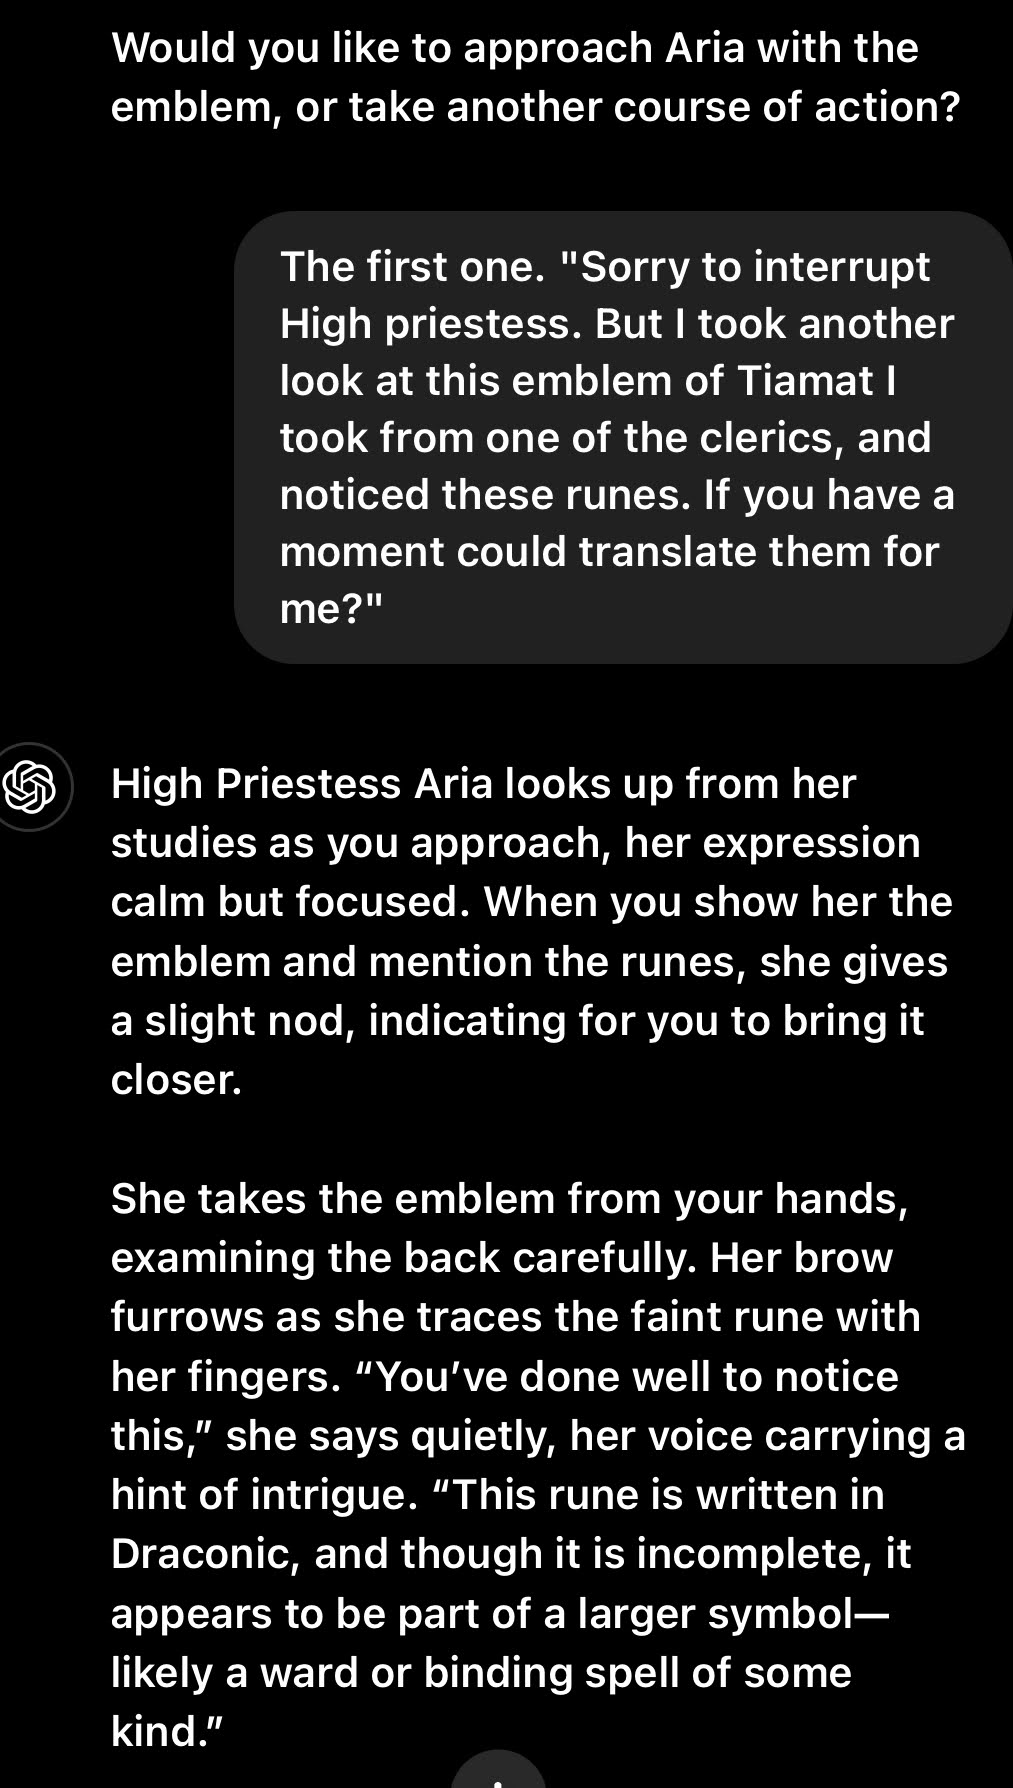 Would you like to approach Aria with the
emblem, or take another course of action?
The first one. "Sorry to interrupt
High priestess. But I took another
look at this emblem of Tiamat I
took from one of the clerics, and
noticed these runes. If you have a
moment could translate them for
me?"
High Priestess Aria looks up from her
studies as you approach, her expression
calm but focused. When you show her the
emblem and mention the runes, she gives
a slight nod, indicating for you to bring it
closer.
She takes the emblem from your hands,
examining the back carefully. Her brow
furrows as she traces the faint rune with
her fingers. “You’ve done well to notice
this,” she says quietly, her voice carrying a
hint of intrigue. “This rune is written in
Draconic, and though it is incomplete, it
appears to be part of a larger symbol—
likely a ward or binding spell of some
kind.”